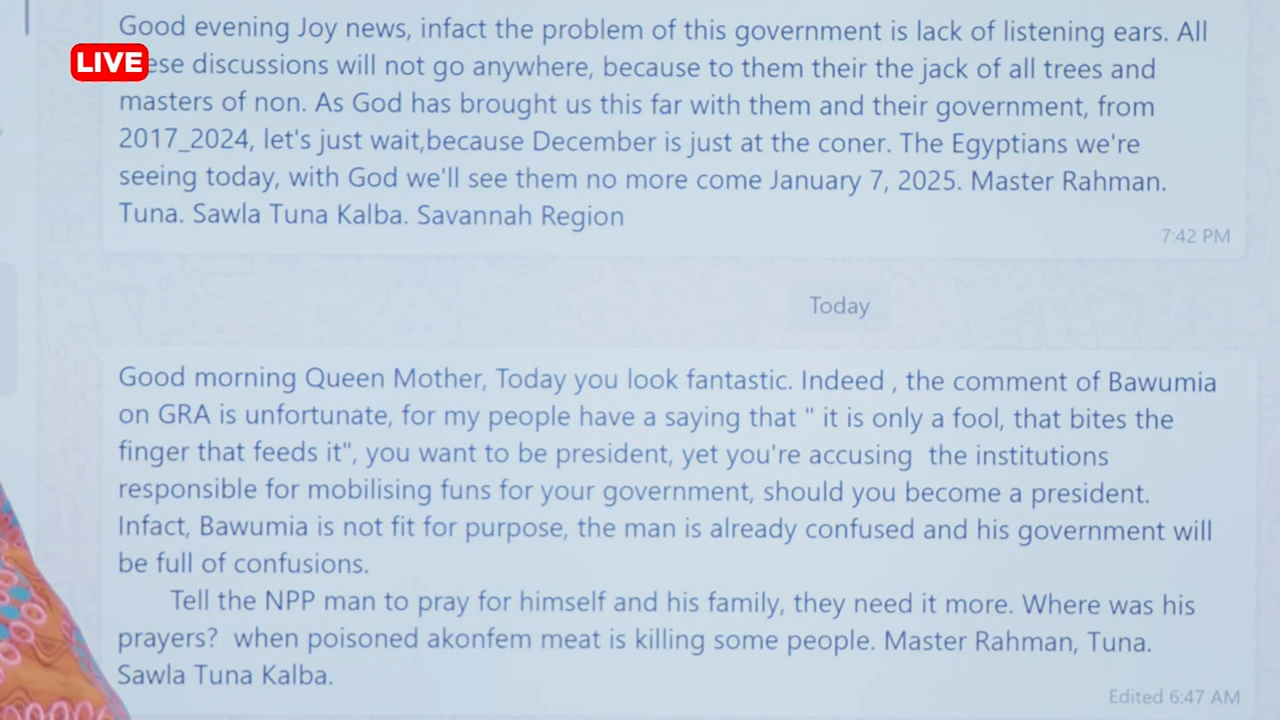 Good evening Joy news, infact the problem of this government is lack of listening ears. All
LIVE
ese discussions will not go anywhere, because to them their the jack of all trees and
masters of non. As God has brought us this far with them and their government, from
2017_2024, let's just wait,because December is just at the coner. The Egyptians we're
seeing today, with God we'll see them no more come January 7, 2025. Master Rahman.
Tuna. Sawla Tuna Kalba. Savannah Region
7:42 PM
Today
Good morning Queen Mother, Today you look fantastic. Indeed , the comment of Bawumia
on GRA is unfortunate, for my people have a saying that " it is only a fool, that bites the
finger that feeds it", you want to be president, yet you're accusing  the institutions
responsible for mobilising funs for your government, should you become a president.
Infact, Bawumia is not fit for purpose, the man is already confused and his government will
be full of confusions.
Tell the NPP man to pray for himself and his family, they need it more. Where was his
prayers?  when poisoned akonfem meat is killing some people. Master Rahman, Tuna.
Sawla Tuna Kalba.
Edited 6:47 AM